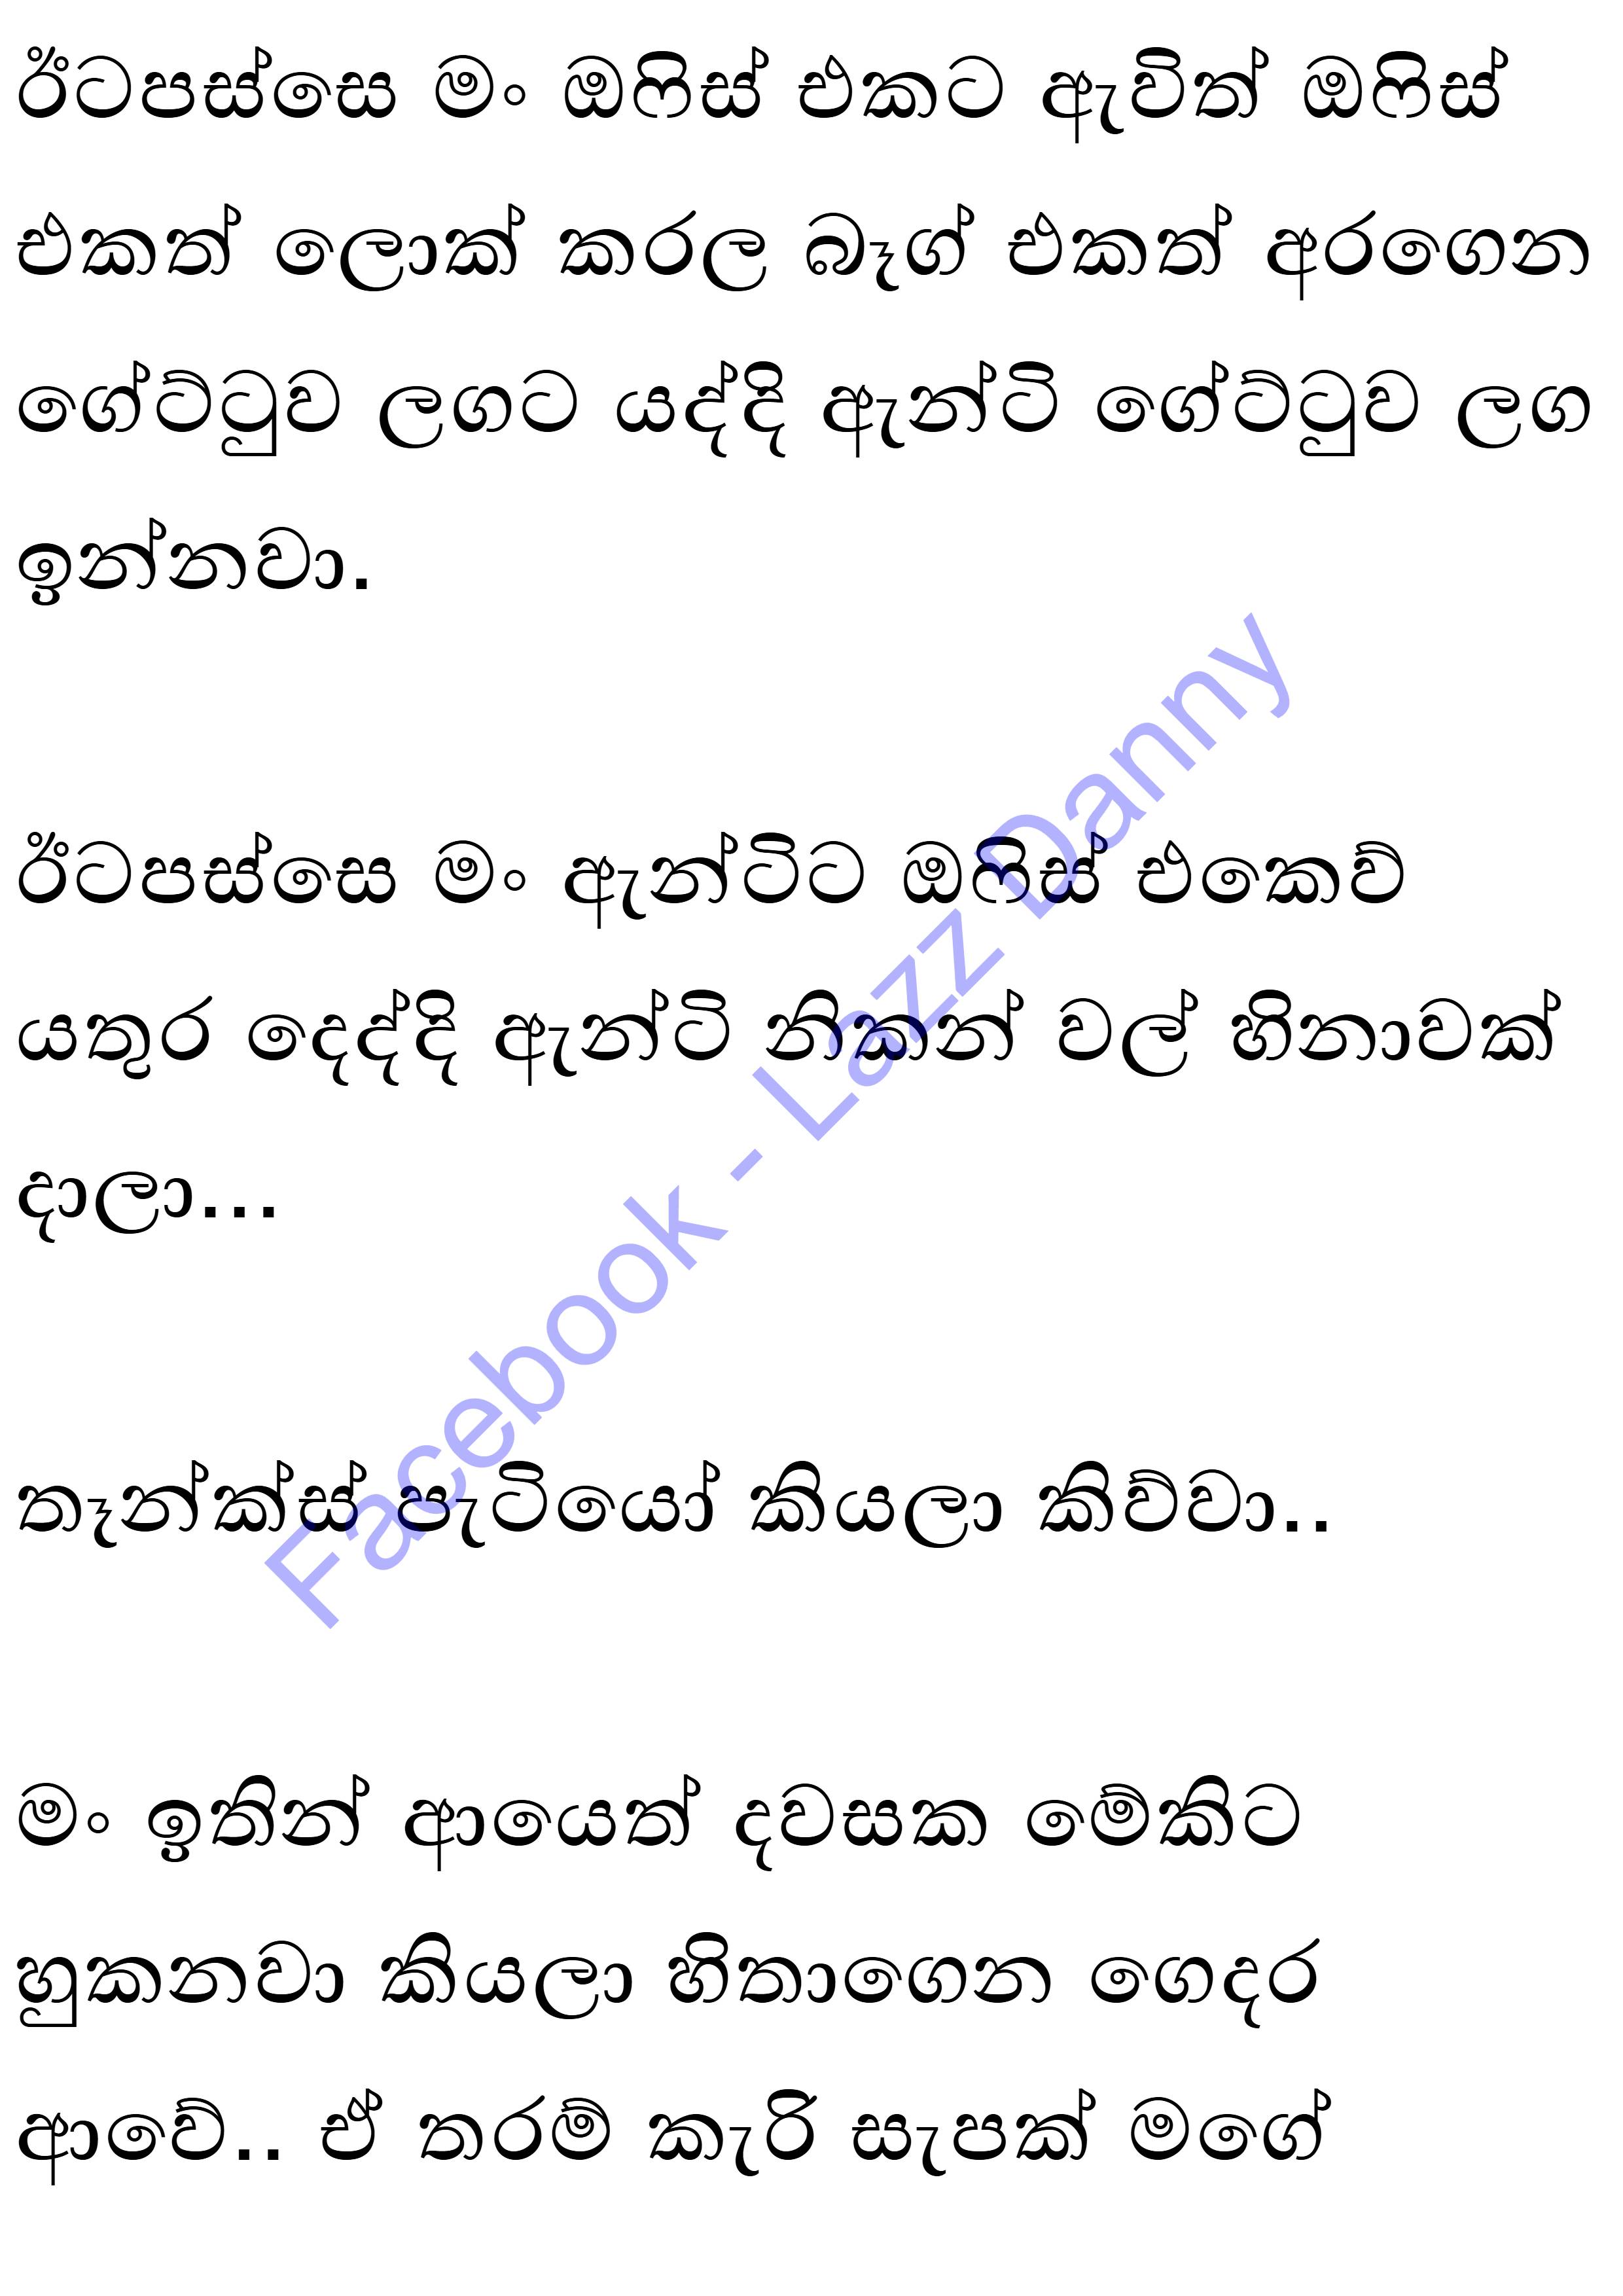 ඊටපස්සෙ මං ඔෆිස් එකට ඇවිත් ඔෆිස්
එකත් ලොක් කරල බෑග් එකත් අරගෙන
ගේට්ටුව ලගට යද්දි ඇන්ටි ගේට්ටුව ලග
ඉන්නවා.
ඊටපස්සෙ මං ඇන්ටිට ඔෆිස් එකෙව්
යතුර දෙද්දි ඇන්ටි නිකන් වල් හිනාවක්
දාලා...
තෑන්ක්ස් පැටියෝ කියලා කිව්වා..
මං ඉතින් ආයෙත් දවසක මේකිට
හුකනවා කියලා හිනාගෙන ගෙදර
ආවේ.. ඒ තරම් කැරි සැපක් මගේ
Facebook - Lazz Danny